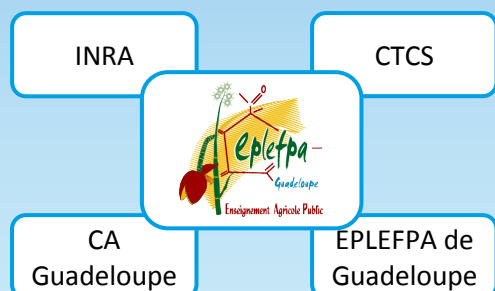 INRA
CTCS
eplefpa
Guadeloupe
Enseignement Agricole Public
CA
Guadeloupe
EPLEFPA de
Guadeloupe